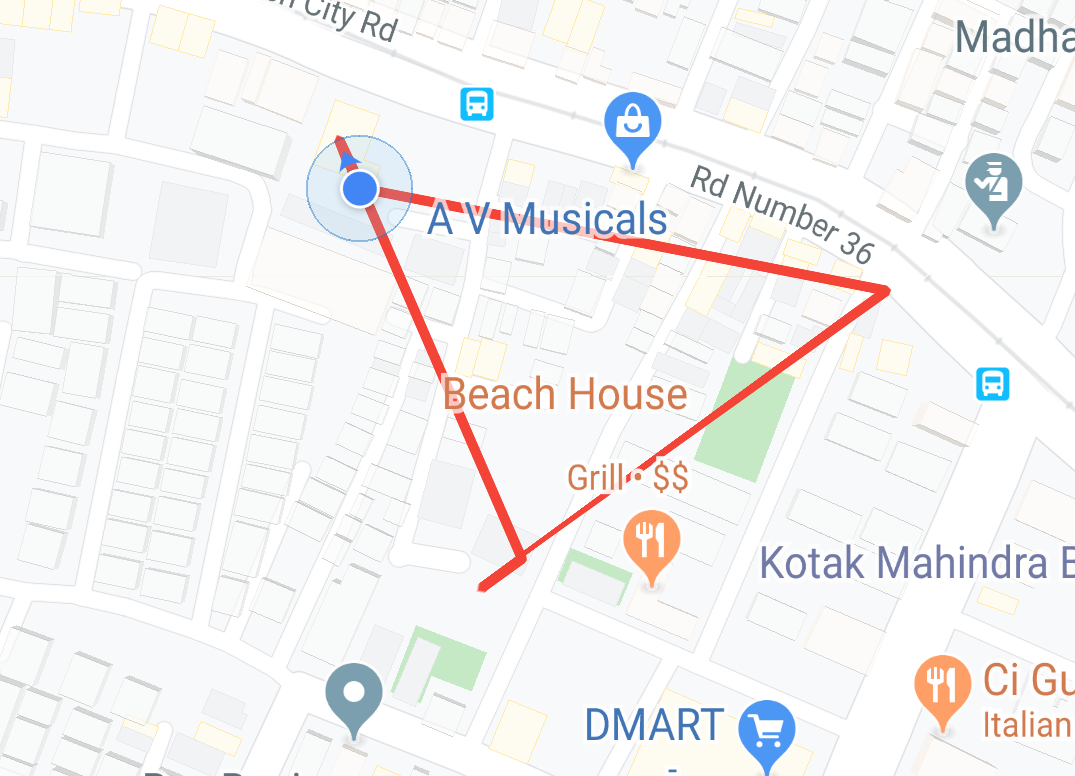 City Rd
Madha
Rd Number 36
A V Musicals
Beach House
Grill • $$
Kotak Mahindra B
Ci Gu
Italian
DMART